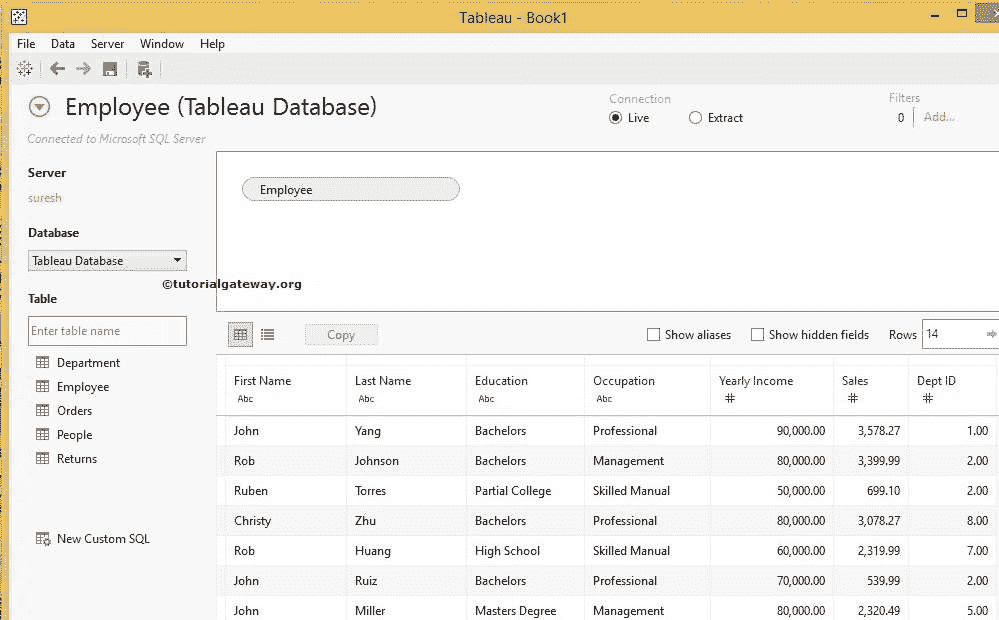 Tableau - Book1
File Data Server Window Help
Employee (Tableau Database)
Connected to Microsoft SQL Server
Connection
Live Extract
Filters
0 Add...
Server
suresh
Database
Tableau Database
Table
Enter table name
Department
Employee
Orders
People
Returns
New Custom SQL
Employee
©tutorialgateway.org
Copy Show aliases Show hidden fields Rows 14
First Name Last Name Education Occupation Yearly Income Sales Dept ID
Abc Abc Abc Abc # # #
John Yang Bachelors Professional 90,000.00 3,578.27 1.00
Rob Johnson Bachelors Management 80,000.00 3,399.99 2.00
Ruben Torres Partial College Skilled Manual 50,000.00 699.10 2.00
Christy Zhu Bachelors Professional 80,000.00 3,078.27 8.00
Rob Huang High School Skilled Manual 60,000.00 2,319.99 7.00
John Ruiz Bachelors Professional 70,000.00 539.99 2.00
John Miller Masters Degree Management 80,000.00 2,320.49 5.00